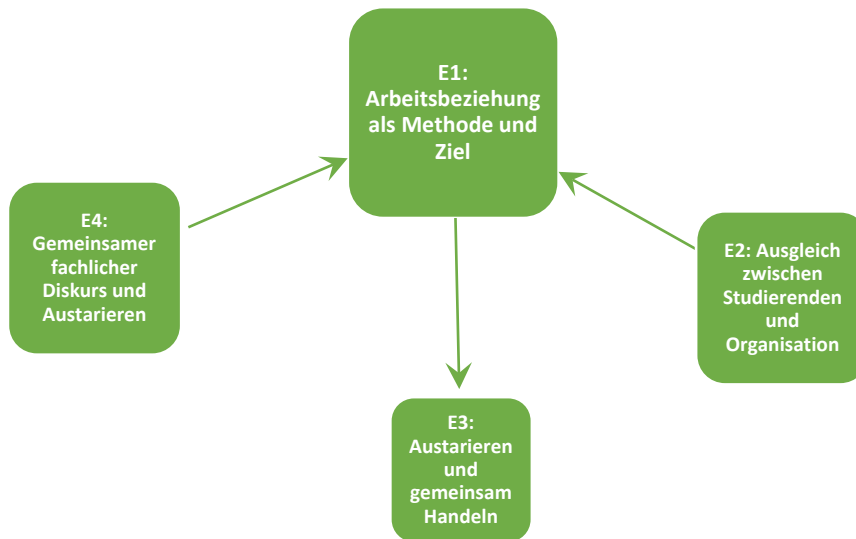 E1:
Arbeitsbeziehung
als Methode und
Ziel
E4:
Gemeinsamer
fachlicher
Diskurs und
Austarieren
E2: Ausgleich
zwischen
Studierenden
und
Organisation
E3:
Austarieren
und
gemeinsam
Handeln